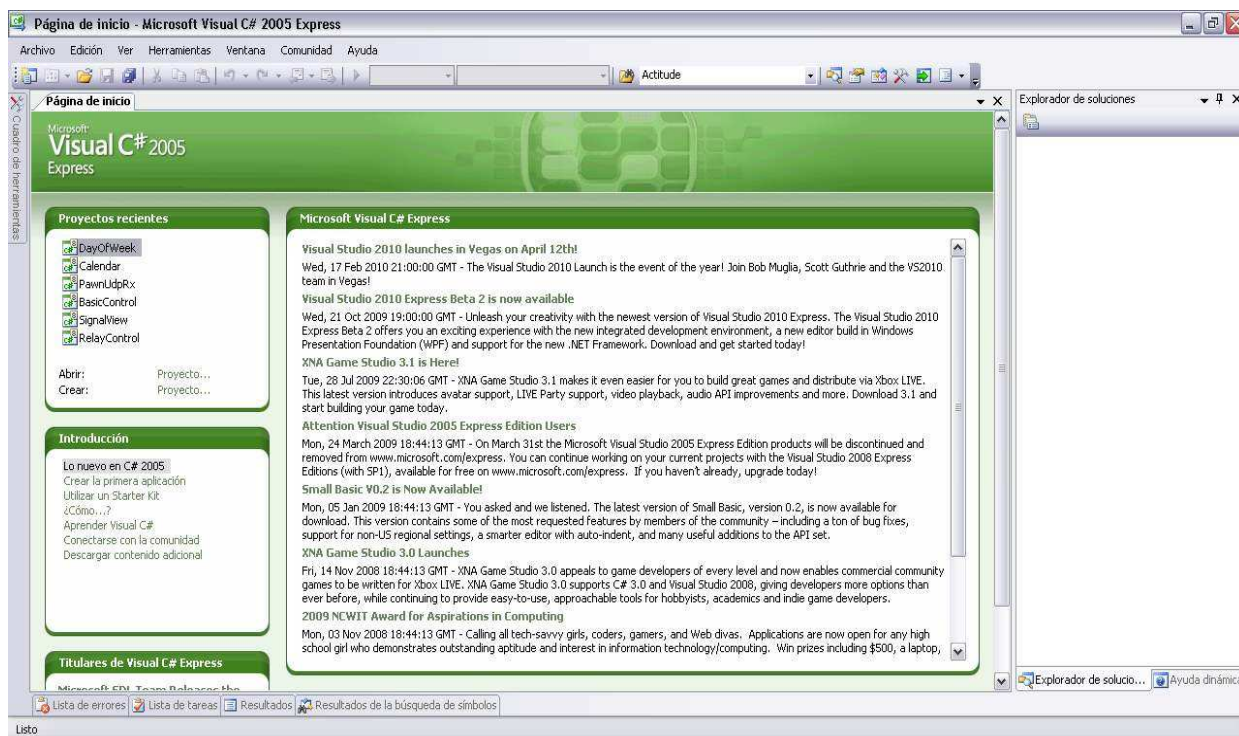 Página de inicio - Microsoft Visual C# 2005 Express
Archivo Edición Ver Herramientas Ventana Comunidad Ayuda
Actitude
Cuadro de herramientas
Página de inicio
Microsoft
Visual C# 2005
Express
Proyectos recientes
DayOfWeek
Calendar
PawnUdpRx
BasicControl
SignalView
RelayControl
Abrir: Proyecto...
Crear: Proyecto...
Introducción
Lo nuevo en C# 2005
Crear la primera aplicación
Utilizar un Starter Kit
¿Cómo...?
Aprender Visual C#
Conectarse con la comunidad
Descargar contenido adicional
Titulares de Visual C# Express
Microsoft SDL Team Releases the
Microsoft Visual C# Express
Visual Studio 2010 launches in Vegas on April 12th!
Wed, 17 Feb 2010 21:00:00 GMT - The Visual Studio 2010 Launch is the event of the year! Join Bob Muglia, Scott Guthrie and the VS2010
team in Vegas!
Visual Studio 2010 Express Beta 2 is now available
Wed, 21 Oct 2009 19:00:00 GMT - Unleash your creativity with the newest version of Visual Studio 2010 Express. The Visual Studio 2010
Express Beta 2 offers you an exciting experience with the new integrated development environment, a new editor build in Windows
Presentation Foundation (WPF) and support for the new .NET Framework. Download and get started today!
XNA Game Studio 3.1 is Here!
Tue, 28 Jul 2009 22:30:06 GMT - XNA Game Studio 3.1 makes it even easier for you to build great games and distribute via Xbox LIVE.
This latest version introduces avatar support, LIVE Party support, video playback, audio API improvements and more. Download 3.1 and
start building your game today.
Attention Visual Studio 2005 Express Edition Users
Mon, 24 March 2009 18:44:13 GMT - On March 31st the Microsoft Visual Studio 2005 Express Edition products will be discontinued and
removed from www.microsoft.com/express. You can continue working on your current projects with the Visual Studio 2008 Express
Editions (with SP1), available for free on www.microsoft.com/express. If you haven't already, upgrade today!
Small Basic V0.2 is Now Available!
Mon, 05 Jan 2009 18:44:13 GMT - You asked and we listened. The latest version of Small Basic, version 0.2, is now available for
download. This version contains some of the most requested features by members of the community – including a ton of bug fixes,
support for non-US regional settings, a smarter editor with auto-indent, and many useful additions to the API set.
XNA Game Studio 3.0 Launches
Fri, 14 Nov 2008 18:44:13 GMT - XNA Game Studio 3.0 appeals to game developers of every level and now enables commercial community
games to be written for Xbox LIVE. XNA Game Studio 3.0 supports C# 3.0 and Visual Studio 2008, giving developers more options than
ever before, while continuing to provide easy-to-use, approachable tools for hobbyists, academics and indie game developers.
2009 NCWIT Award for Aspirations in Computing
Mon, 03 Nov 2008 18:44:13 GMT - Calling all tech-savvy girls, coders, gamers, and Web divas. Applications are now open for any high
school girl who demonstrates outstanding aptitude and interest in information technology/computing. Win prizes including $500, a laptop,
Explorador de soluciones
Explorador de solucio... Ayuda dinámica
Lista de errores Lista de tareas Resultados Resultados de la búsqueda de símbolos
Listo